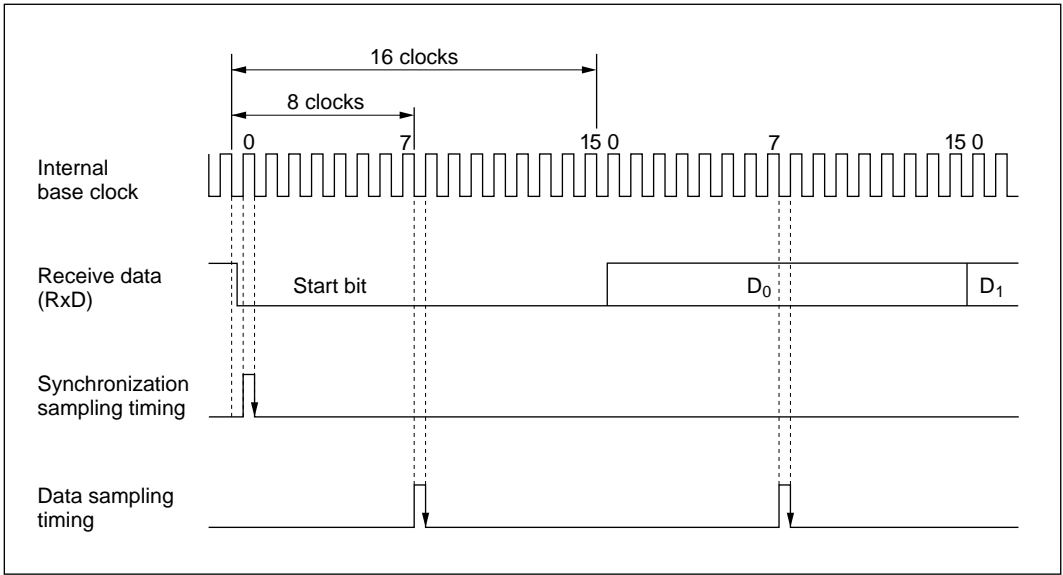 16 clocks
8 clocks
0 7 15 0 7 15 0
Internal
base clock
Receive data
(RxD)
Start bit D₀ D₁
Synchronization
sampling timing
Data sampling
timing